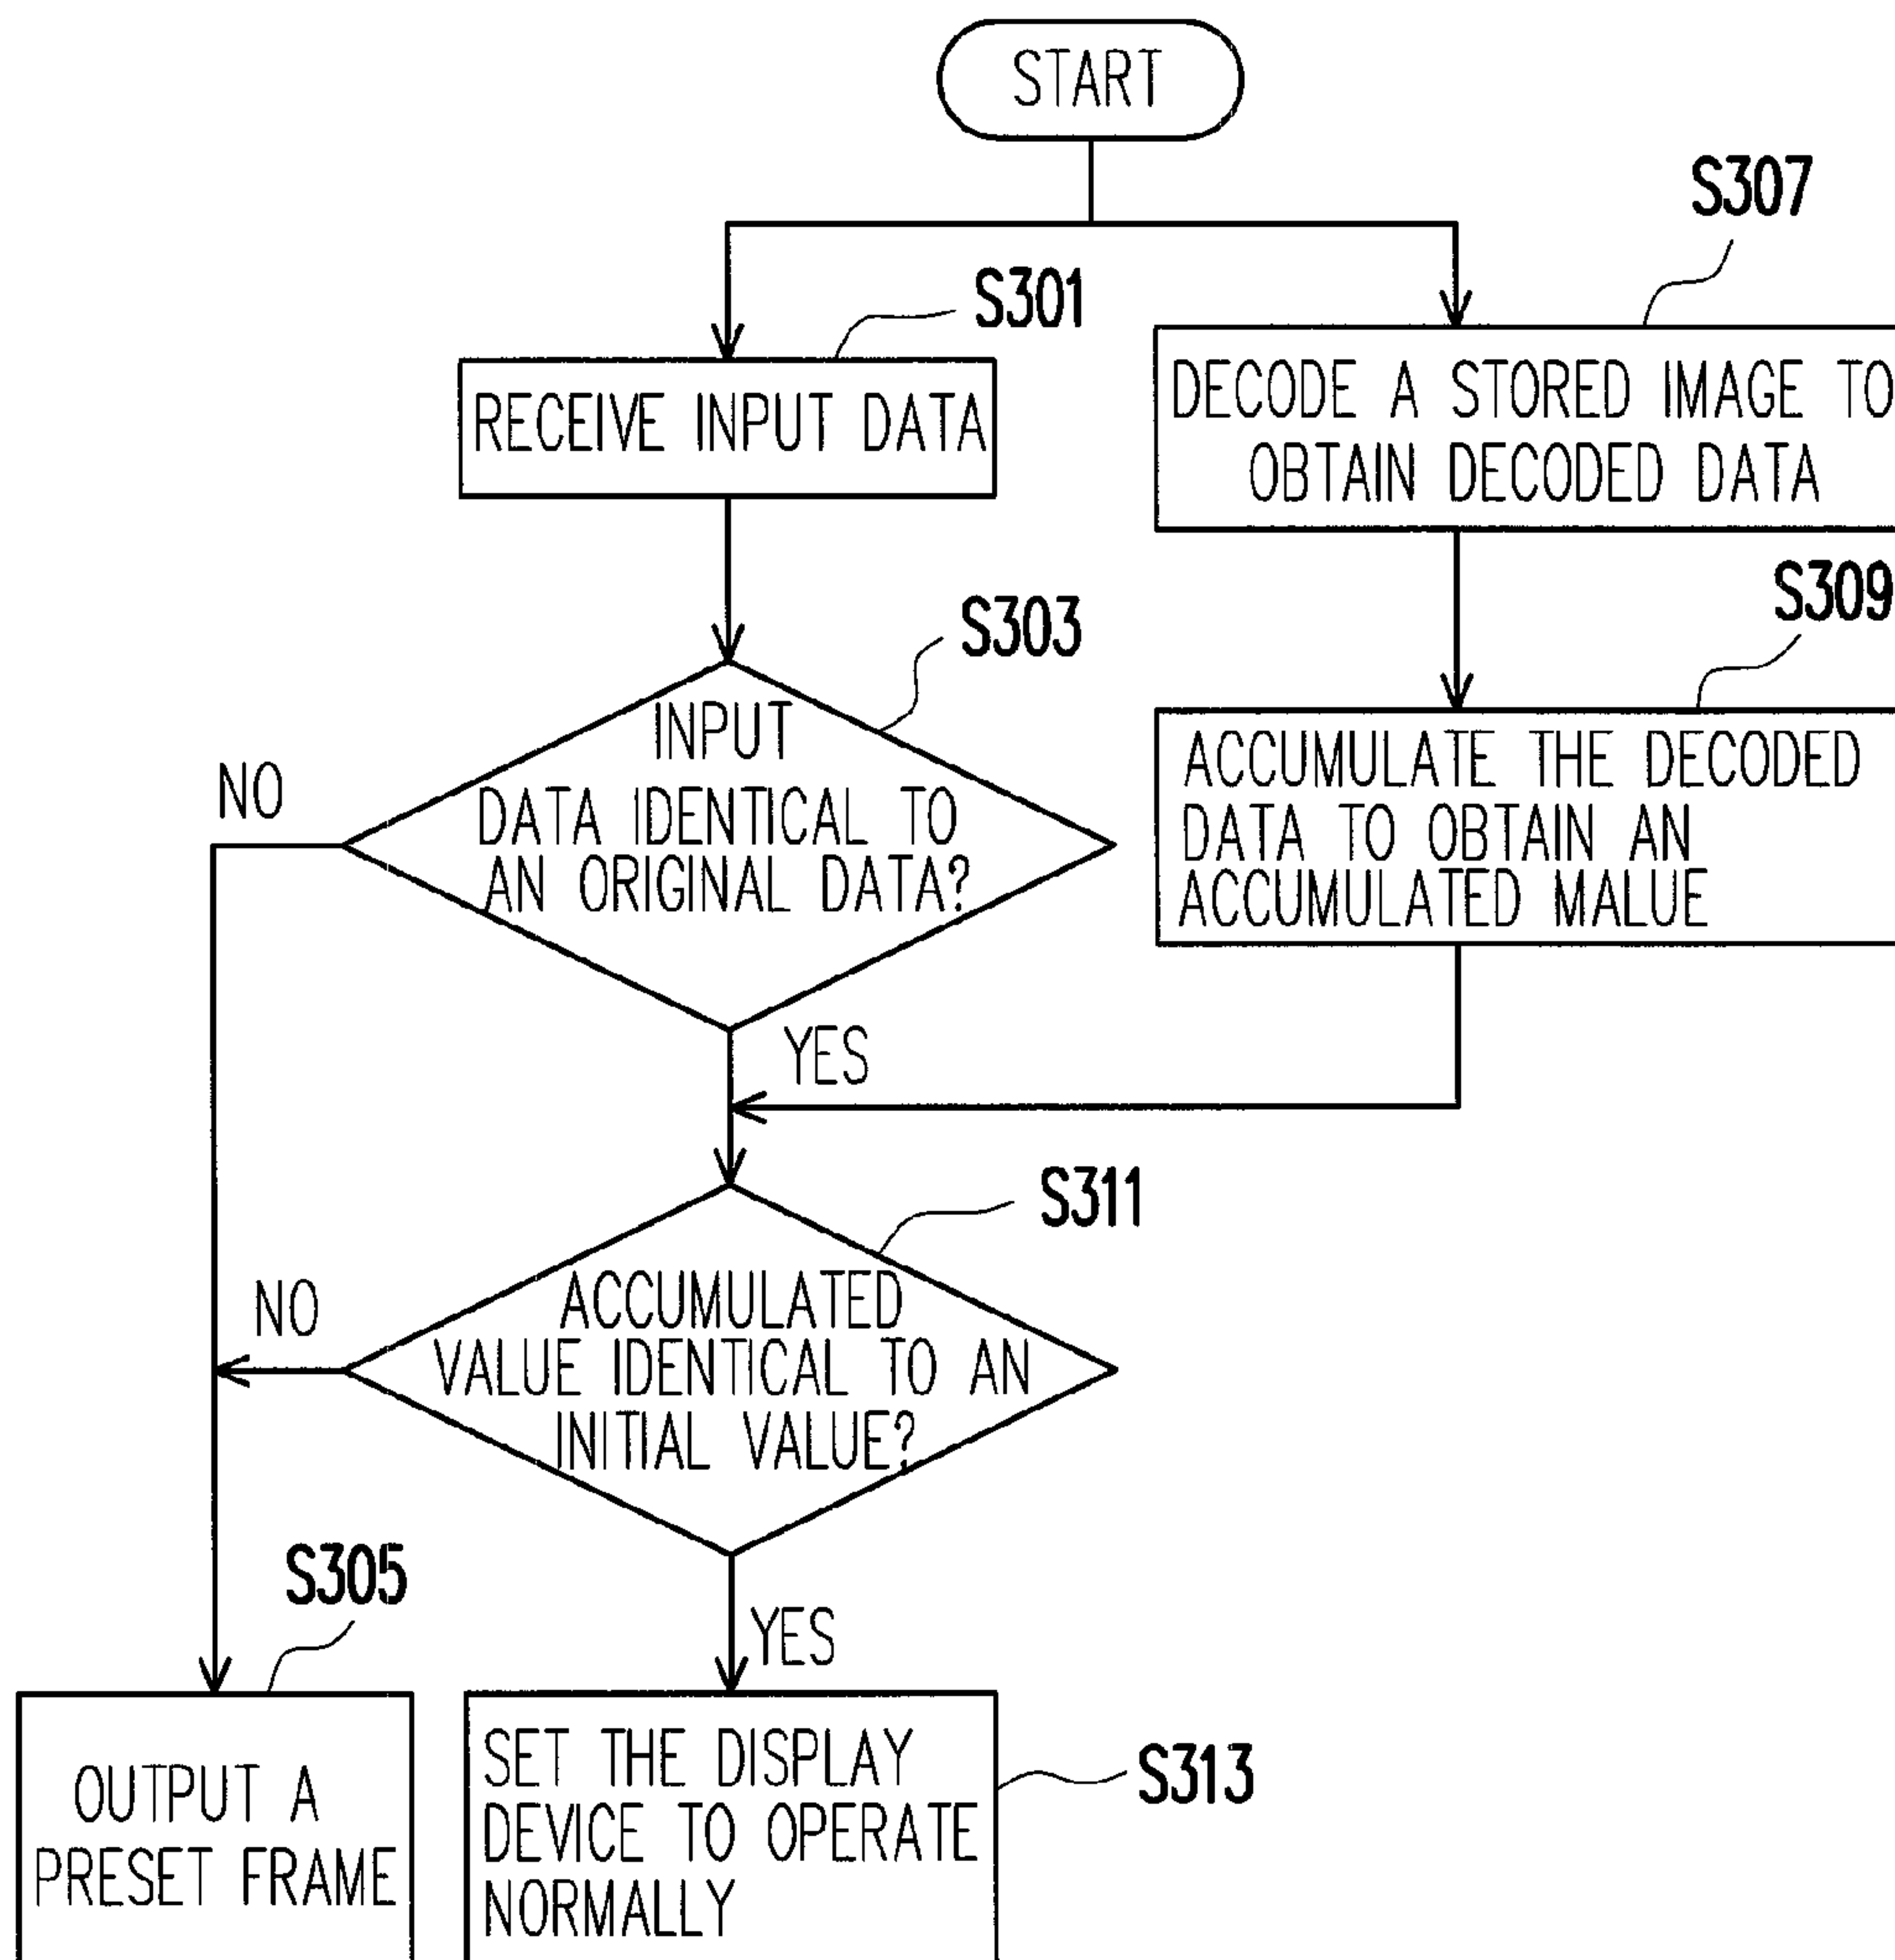 START
S307
S301
RECEIVE INPUT DATA
DECODE A STORED IMAGE TO
OBTAIN DECODED DATA
S303
S309
INPUT
DATA IDENTICAL TO
AN ORIGINAL DATA?
NO
ACCUMULATE THE DECODED
DATA TO OBTAIN AN
ACCUMULATED MALUE
YES
S311
ACCUMULATED
VALUE IDENTICAL TO AN
INITIAL VALUE?
NO
S305
YES
OUTPUT A
PRESET FRAME
SET THE DISPLAY
DEVICE TO OPERATE
NORMALLY
S313